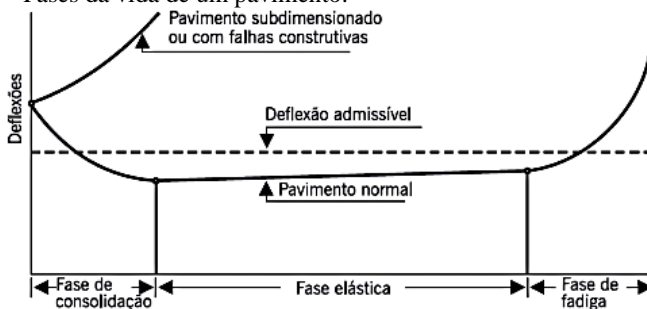 Fases da vida de um pavimento:
Pavimento subdimensionado
ou com falhas construtivas
Deflexões
Deflexão admissível
Pavimento normal
Fase de
consolidação
Fase elástica
Fase de
fadiga